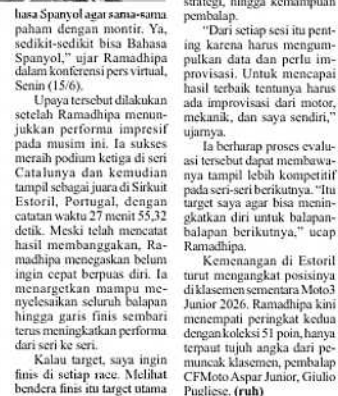 hasa Spanyol agar sama-sama
paham dengan montir. Ya,
sedikit-sedikit bisa Bahasa
Spanyol," ujar Ramadhipa
dalam konferensi pers virtual,
Senin (15/6).
Upaya tersebut dilakukan
setelah Ramadhipa menun-
jukkan performa impresif
pada musim ini. Ia sukses
meraih podium ketiga di seri
Catalunya dan kemudian
tampil sebagai juara di Sirkuit
Estoril, Portugal, dengan
catatan waktu 27 menit 55,32
detik. Meski telah mencatat
hasil membanggakan, Ra-
madhipa menegaskan belum
ingin cepat berpuas diri. Ia
menargetkan mampu me-
nyelesaikan seluruh balapan
hingga garis finis sembari
terus meningkatkan performa
dari seri ke seri.
Kalau target, saya ingin
finis di setiap race. Melihat
bendera finis itu target utama
strategi, hingga kemampuan
pembalap.
"Dari setiap sesi itu pent-
ing karena harus mengum-
pulkan data dan perlu im-
provisasi. Untuk mencapai
hasil terbaik tentunya harus
ada improvisasi dari motor,
mekanik, dan saya sendiri,"
ujarnya.
Ia berharap proses evalu-
asi tersebut dapat membawa-
nya tampil lebih kompetitif
pada seri-seri berikutnya. "Itu
target saya agar bisa menin-
gkatkan diri untuk balapan-
balapan berikutnya," ucap
Ramadhipa.
Kemenangan di Estoril
turut mengangkat posisinya
di klasemen sementara Moto3
Junior 2026. Ramadhipa kini
menempati peringkat kedua
dengan koleksi 51 poin, hanya
terpaut tujuh angka dari pe-
muncak klasemen, pembalap
CFMoto Aspar Junior, Giulio
Pugliese. (ruh)